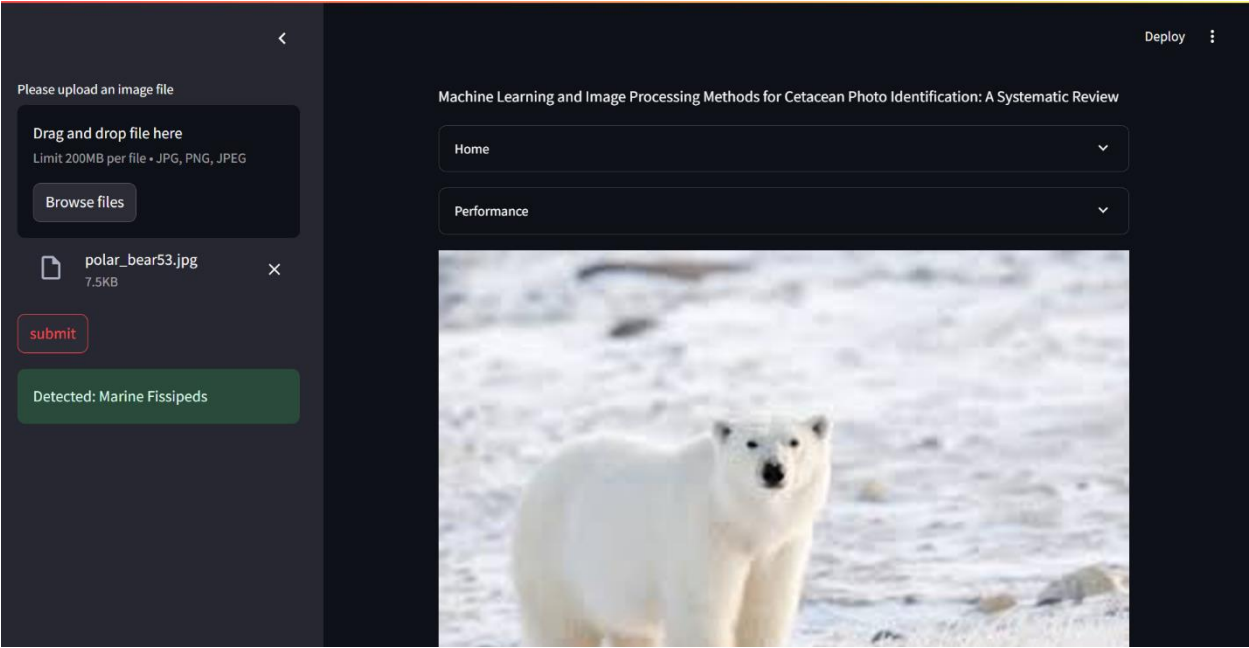 Deploy
Please upload an image file
Drag and drop file here
Limit 200MB per file • JPG, PNG, JPEG
Browse files
polar_bear53.jpg
7.5KB
submit
Detected: Marine Fissipeds
Machine Learning and Image Processing Methods for Cetacean Photo Identification: A Systematic Review
Home
Performance